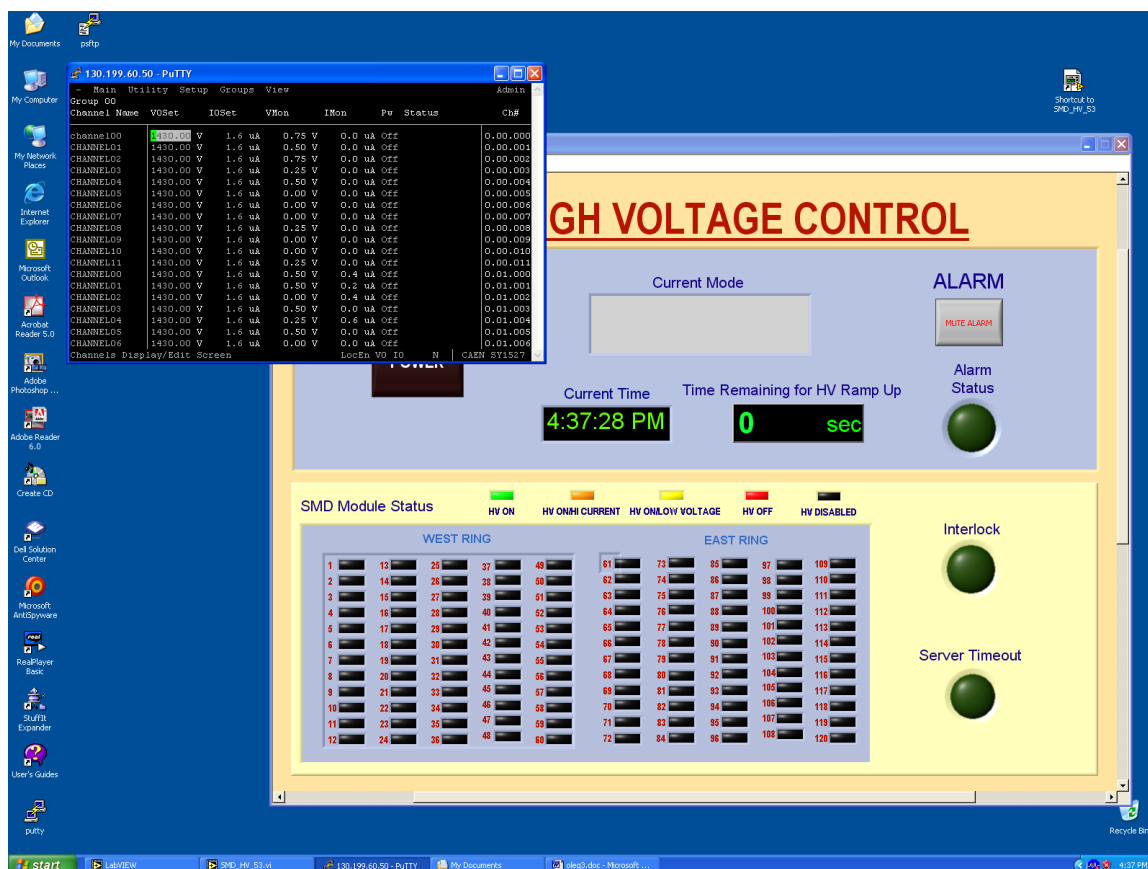 My Documents
psftp
My Computer
My Network
Places
Internet
Explorer
Microsoft
Outlook
Acrobat
Reader 5.0
Adobe
Photoshop ...
Adobe Reader
6.0
Create CD
Dell Solution
Center
Microsoft
AntiSpyware
RealPlayer
Basic
StuffIt
Expander
User's Guides
putty
Shortcut to
SMD_HV_53
Recycle Bin
130.199.60.50 - PuTTY
- Main Utility Setup Groups View Admin
Group 00
Channel Name V0Set I0Set VMon IMon Pw Status Ch#
channel00 1430.00 V 1.6 uA 0.75 V 0.0 uA Off 0.00.000
CHANNEL01 1430.00 V 1.6 uA 0.50 V 0.0 uA Off 0.00.001
CHANNEL02 1430.00 V 1.6 uA 0.75 V 0.0 uA Off 0.00.002
CHANNEL03 1430.00 V 1.6 uA 0.25 V 0.0 uA Off 0.00.003
CHANNEL04 1430.00 V 1.6 uA 0.50 V 0.0 uA Off 0.00.004
CHANNEL05 1430.00 V 1.6 uA 0.00 V 0.0 uA Off 0.00.005
CHANNEL06 1430.00 V 1.6 uA 0.00 V 0.0 uA Off 0.00.006
CHANNEL07 1430.00 V 1.6 uA 0.00 V 0.0 uA Off 0.00.007
CHANNEL08 1430.00 V 1.6 uA 0.25 V 0.0 uA Off 0.00.008
CHANNEL09 1430.00 V 1.6 uA 0.00 V 0.0 uA Off 0.00.009
CHANNEL10 1430.00 V 1.6 uA 0.00 V 0.0 uA Off 0.00.010
CHANNEL11 1430.00 V 1.6 uA 0.25 V 0.0 uA Off 0.00.011
CHANNEL00 1430.00 V 1.6 uA 0.50 V 0.4 uA Off 0.01.000
CHANNEL01 1430.00 V 1.6 uA 0.50 V 0.2 uA Off 0.01.001
CHANNEL02 1430.00 V 1.6 uA 0.00 V 0.4 uA Off 0.01.002
CHANNEL03 1430.00 V 1.6 uA 0.50 V 0.0 uA Off 0.01.003
CHANNEL04 1430.00 V 1.6 uA 0.25 V 0.6 uA Off 0.01.004
CHANNEL05 1430.00 V 1.6 uA 0.50 V 0.0 uA Off 0.01.005
CHANNEL06 1430.00 V 1.6 uA 0.00 V 0.0 uA Off 0.01.006
Channels Display/Edit Screen LocEn V0 I0 N CAEN SY1527
GH VOLTAGE CONTROL
POWER
Current Mode
ALARM
MUTE ALARM
Alarm
Status
Current Time
Time Remaining for HV Ramp Up
4:37:28 PM
0 sec
SMD Module Status
HV ON HV ON/HI CURRENT HV ON/LOW VOLTAGE HV OFF HV DISABLED
WEST RING EAST RING
1 13 25 37 49 61 73 85 97 109
2 14 26 38 50 62 74 86 98 110
3 15 27 39 51 63 75 87 99 111
4 16 28 40 52 64 76 88 100 112
5 17 29 41 53 65 77 89 101 113
6 18 30 42 54 66 78 90 102 114
7 19 31 43 55 67 79 91 103 115
8 20 32 44 56 68 80 92 104 116
9 21 33 45 57 69 81 93 105 117
10 22 34 46 58 70 82 94 106 118
11 23 35 47 59 71 83 95 107 119
12 24 36 48 60 72 84 96 108 120
Interlock
Server Timeout
start
LabVIEW
SMD_HV_53.vi
130.199.60.50 - PuTTY
My Documents
oleg3.doc - Microsoft ...
4:37 PM